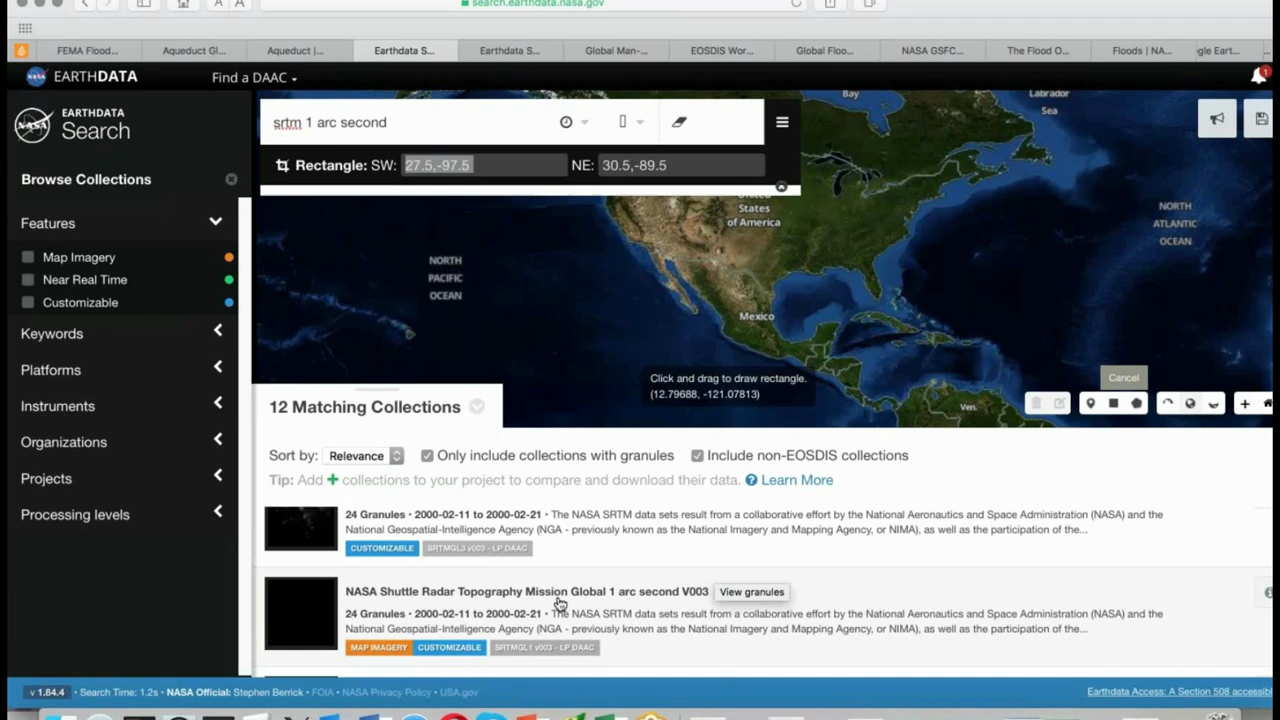 search.earthdata.nasa.gov
FEMA Flood... Aqueduct Gl... Aqueduct |... Earthdata S... Earthdata S... Global Man-... EOSDIS Wor... Global Floo... NASA GSFC... The Flood O... Floods | NA... gle Eart...
EARTHDATA Find a DAAC
1
NASA
EARTHDATA
Search
srtm 1 arc second
Rectangle: SW: 27.5,-97.5 NE: 30.5,-89.5
Browse Collections
Features
Map Imagery
Near Real Time
Customizable
Keywords
Platforms
Instruments
Organizations
Projects
Processing levels
Bay
Labrador
Sea
United
States
of America
NORTH
ATLANTIC
OCEAN
NORTH
PACIFIC
OCEAN
Mexico
Ven.
Click and drag to draw rectangle.
(12.79688, -121.07813)
Cancel
12 Matching Collections
Sort by: Relevance Only include collections with granules Include non-EOSDIS collections
Tip: Add + collections to your project to compare and download their data. ? Learn More
24 Granules • 2000-02-11 to 2000-02-21 • The NASA SRTM data sets result from a collaborative effort by the National Aeronautics and Space Administration (NASA) and the
National Geospatial-Intelligence Agency (NGA - previously known as the National Imagery and Mapping Agency, or NIMA), as well as the participation of the...
CUSTOMIZABLE SRTMGL3 v003 - LP DAAC
NASA Shuttle Radar Topography Mission Global 1 arc second V003 View granules
24 Granules • 2000-02-11 to 2000-02-21 • The NASA SRTM data sets result from a collaborative effort by the National Aeronautics and Space Administration (NASA) and the
National Geospatial-Intelligence Agency (NGA - previously known as the National Imagery and Mapping Agency, or NIMA), as well as the participation of the...
MAP IMAGERY CUSTOMIZABLE SRTMGL1 v003 - LP DAAC
v 1.84.4 • Search Time: 1.2s • NASA Official: Stephen Berrick • FOIA • NASA Privacy Policy • USA.gov
Earthdata Access: A Section 508 accessibl